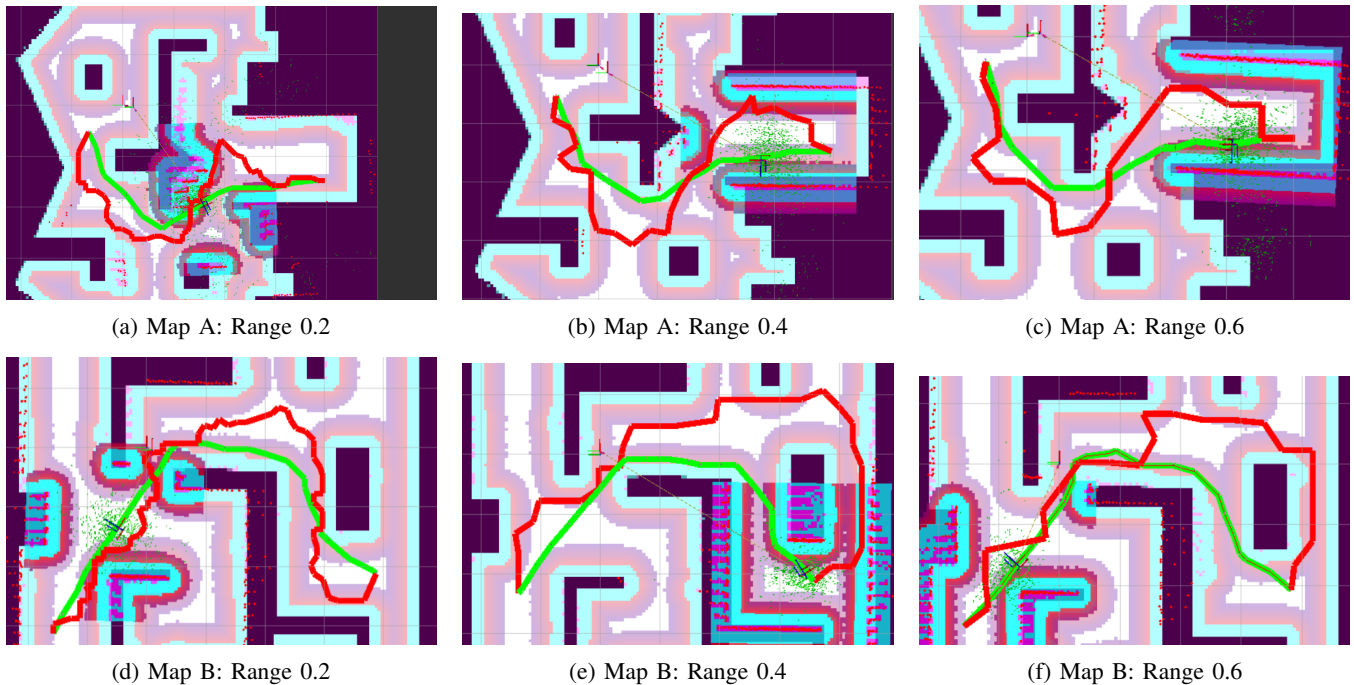 (a) Map A: Range 0.2
(b) Map A: Range 0.4
(c) Map A: Range 0.6
(d) Map B: Range 0.2
(e) Map B: Range 0.4
(f) Map B: Range 0.6